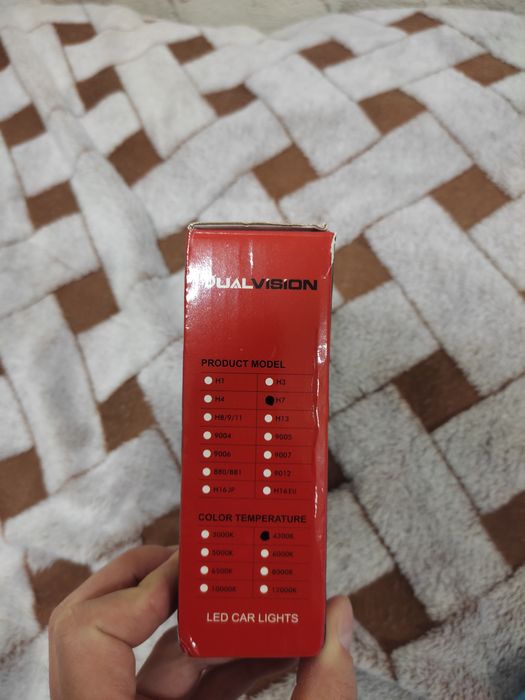 DUALVISION
PRODUCT MODEL
H1 H3
H4 H7
H8/9/11 H13
9004 9005
9006 9007
880/881 9012
H16JP H16EU
COLOR TEMPERATURE
3000K 4300K
5000K 6000K
6500K 8000K
10000K 12000K
LED CAR LIGHTS